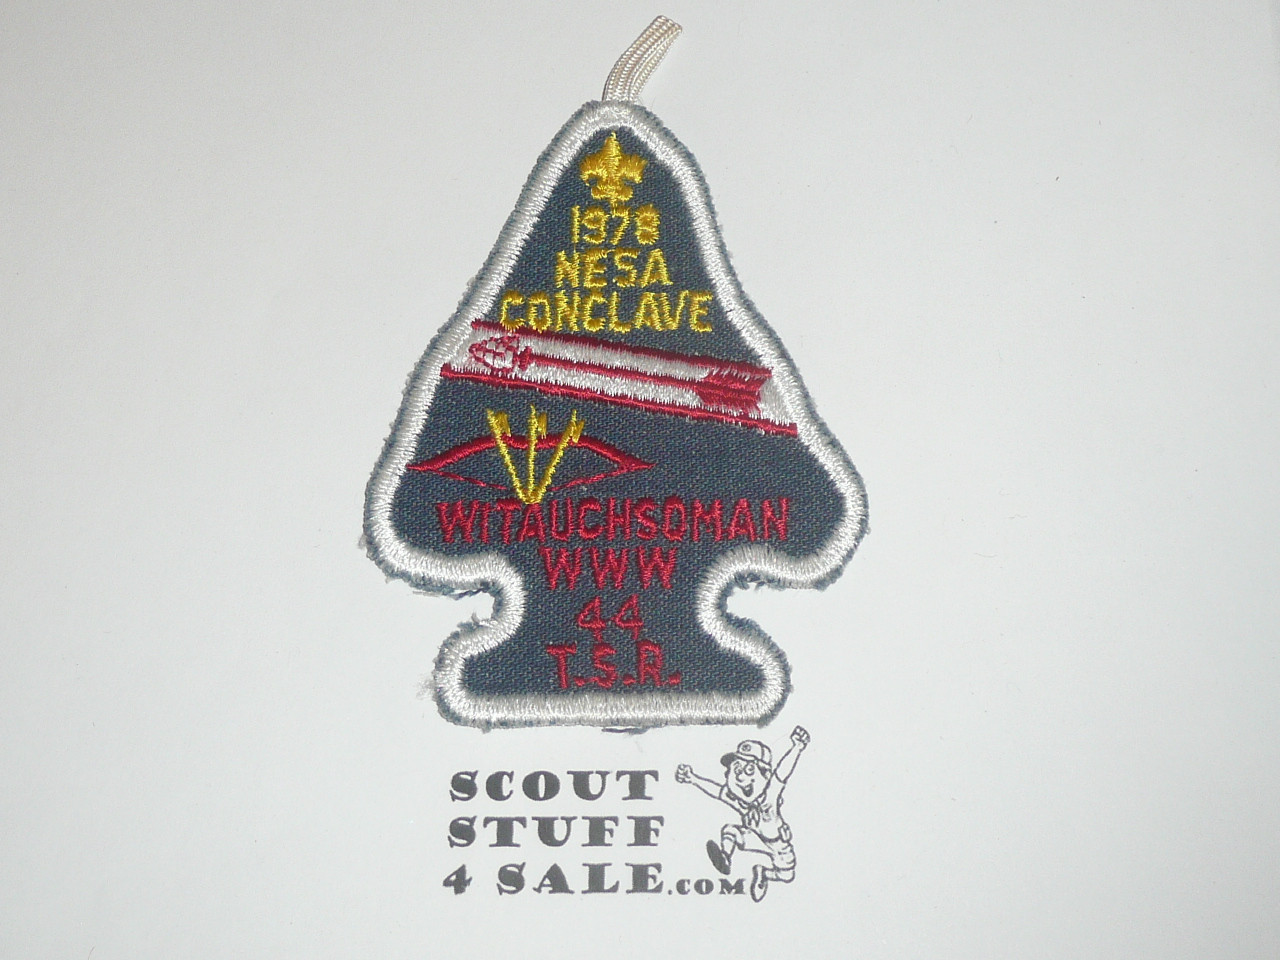 1978
NESA
CONCLAVE
WITAUCHSOMAN
WWW
44
T.S.R.
SCOUT
STUFF
4 SALE.COM